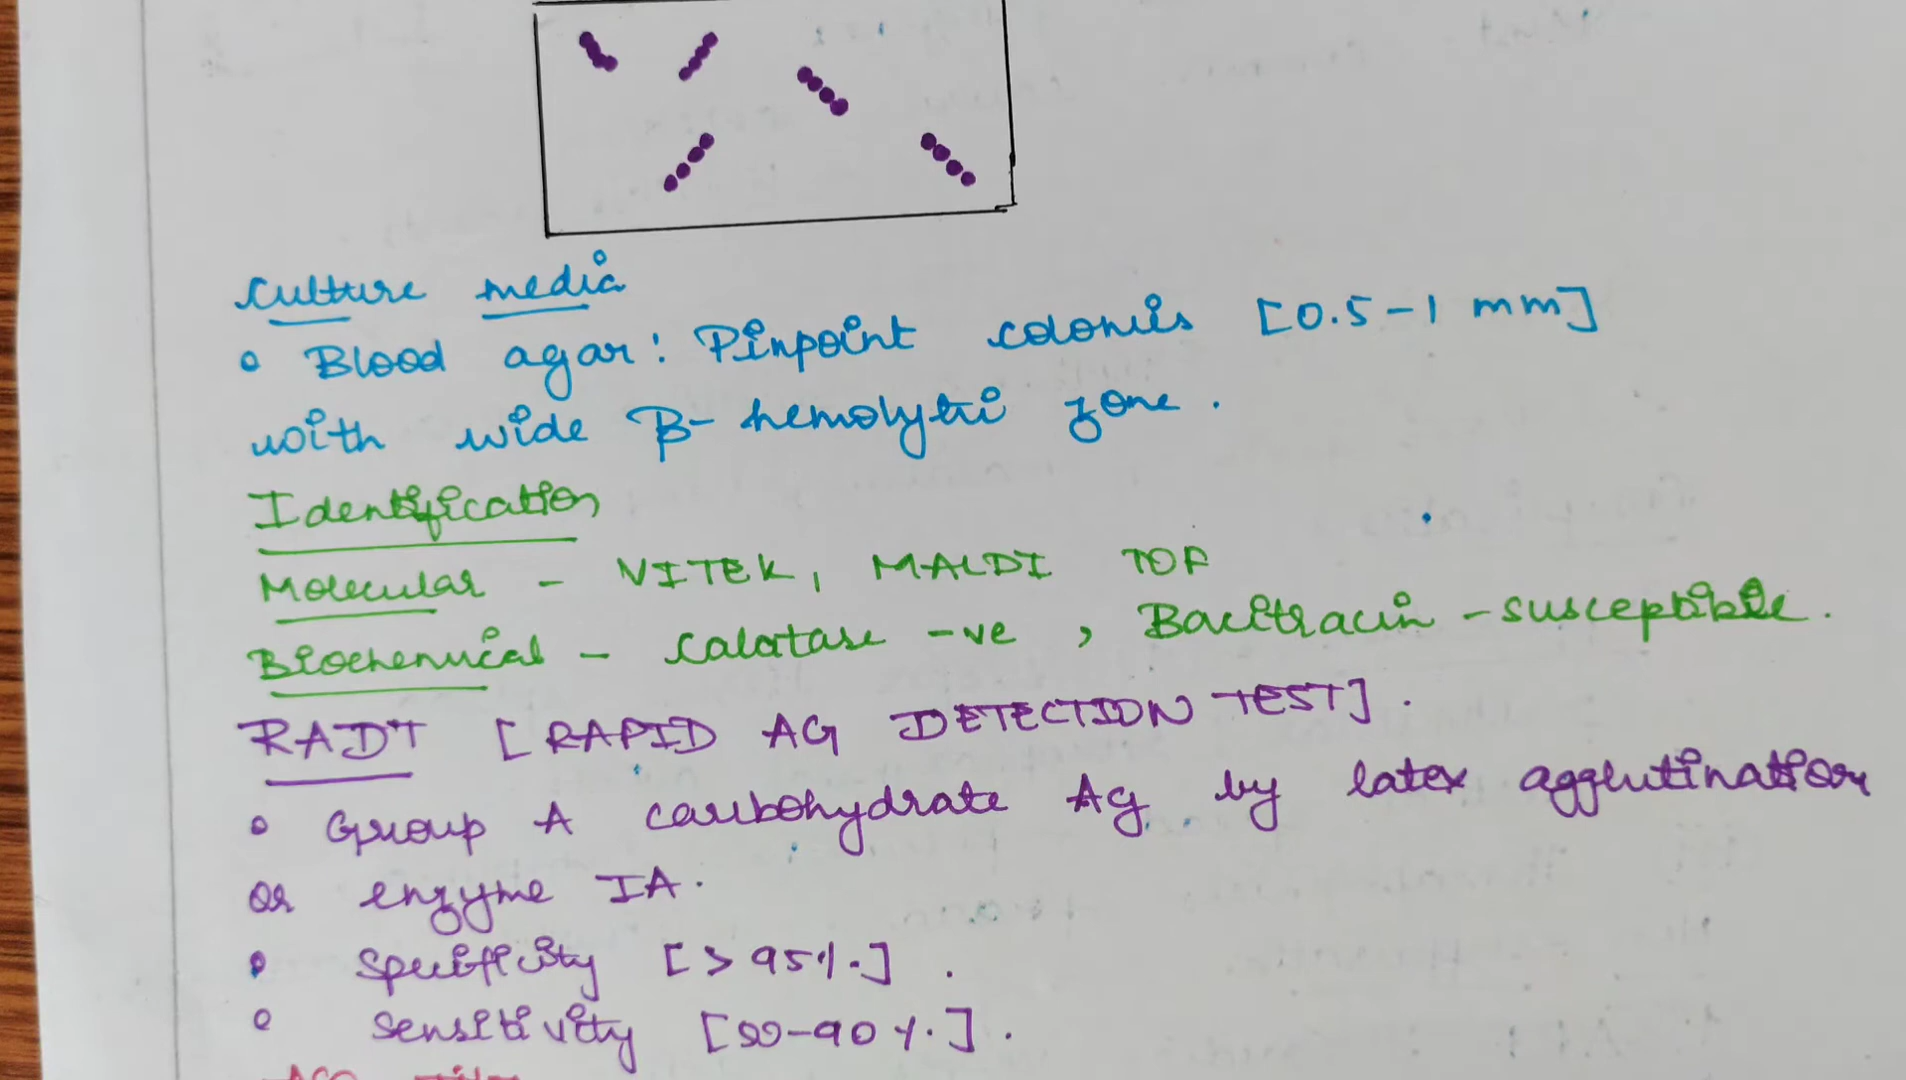 Culture media
• Blood agar: Pinpoint colonies [0.5-1 mm]
with wide β- hemolytic zone.
Identification
Molecular - VITEK, MALDI TOF
Biochemical - Catatase -ve, Bacitracin - susceptible.
RADT [RAPID AG DETECTION TEST].
• Group A carbohydrate Ag by latex agglutination
or enzyme IA.
• Specificity [>95%].
• Sensitivity [-90%].